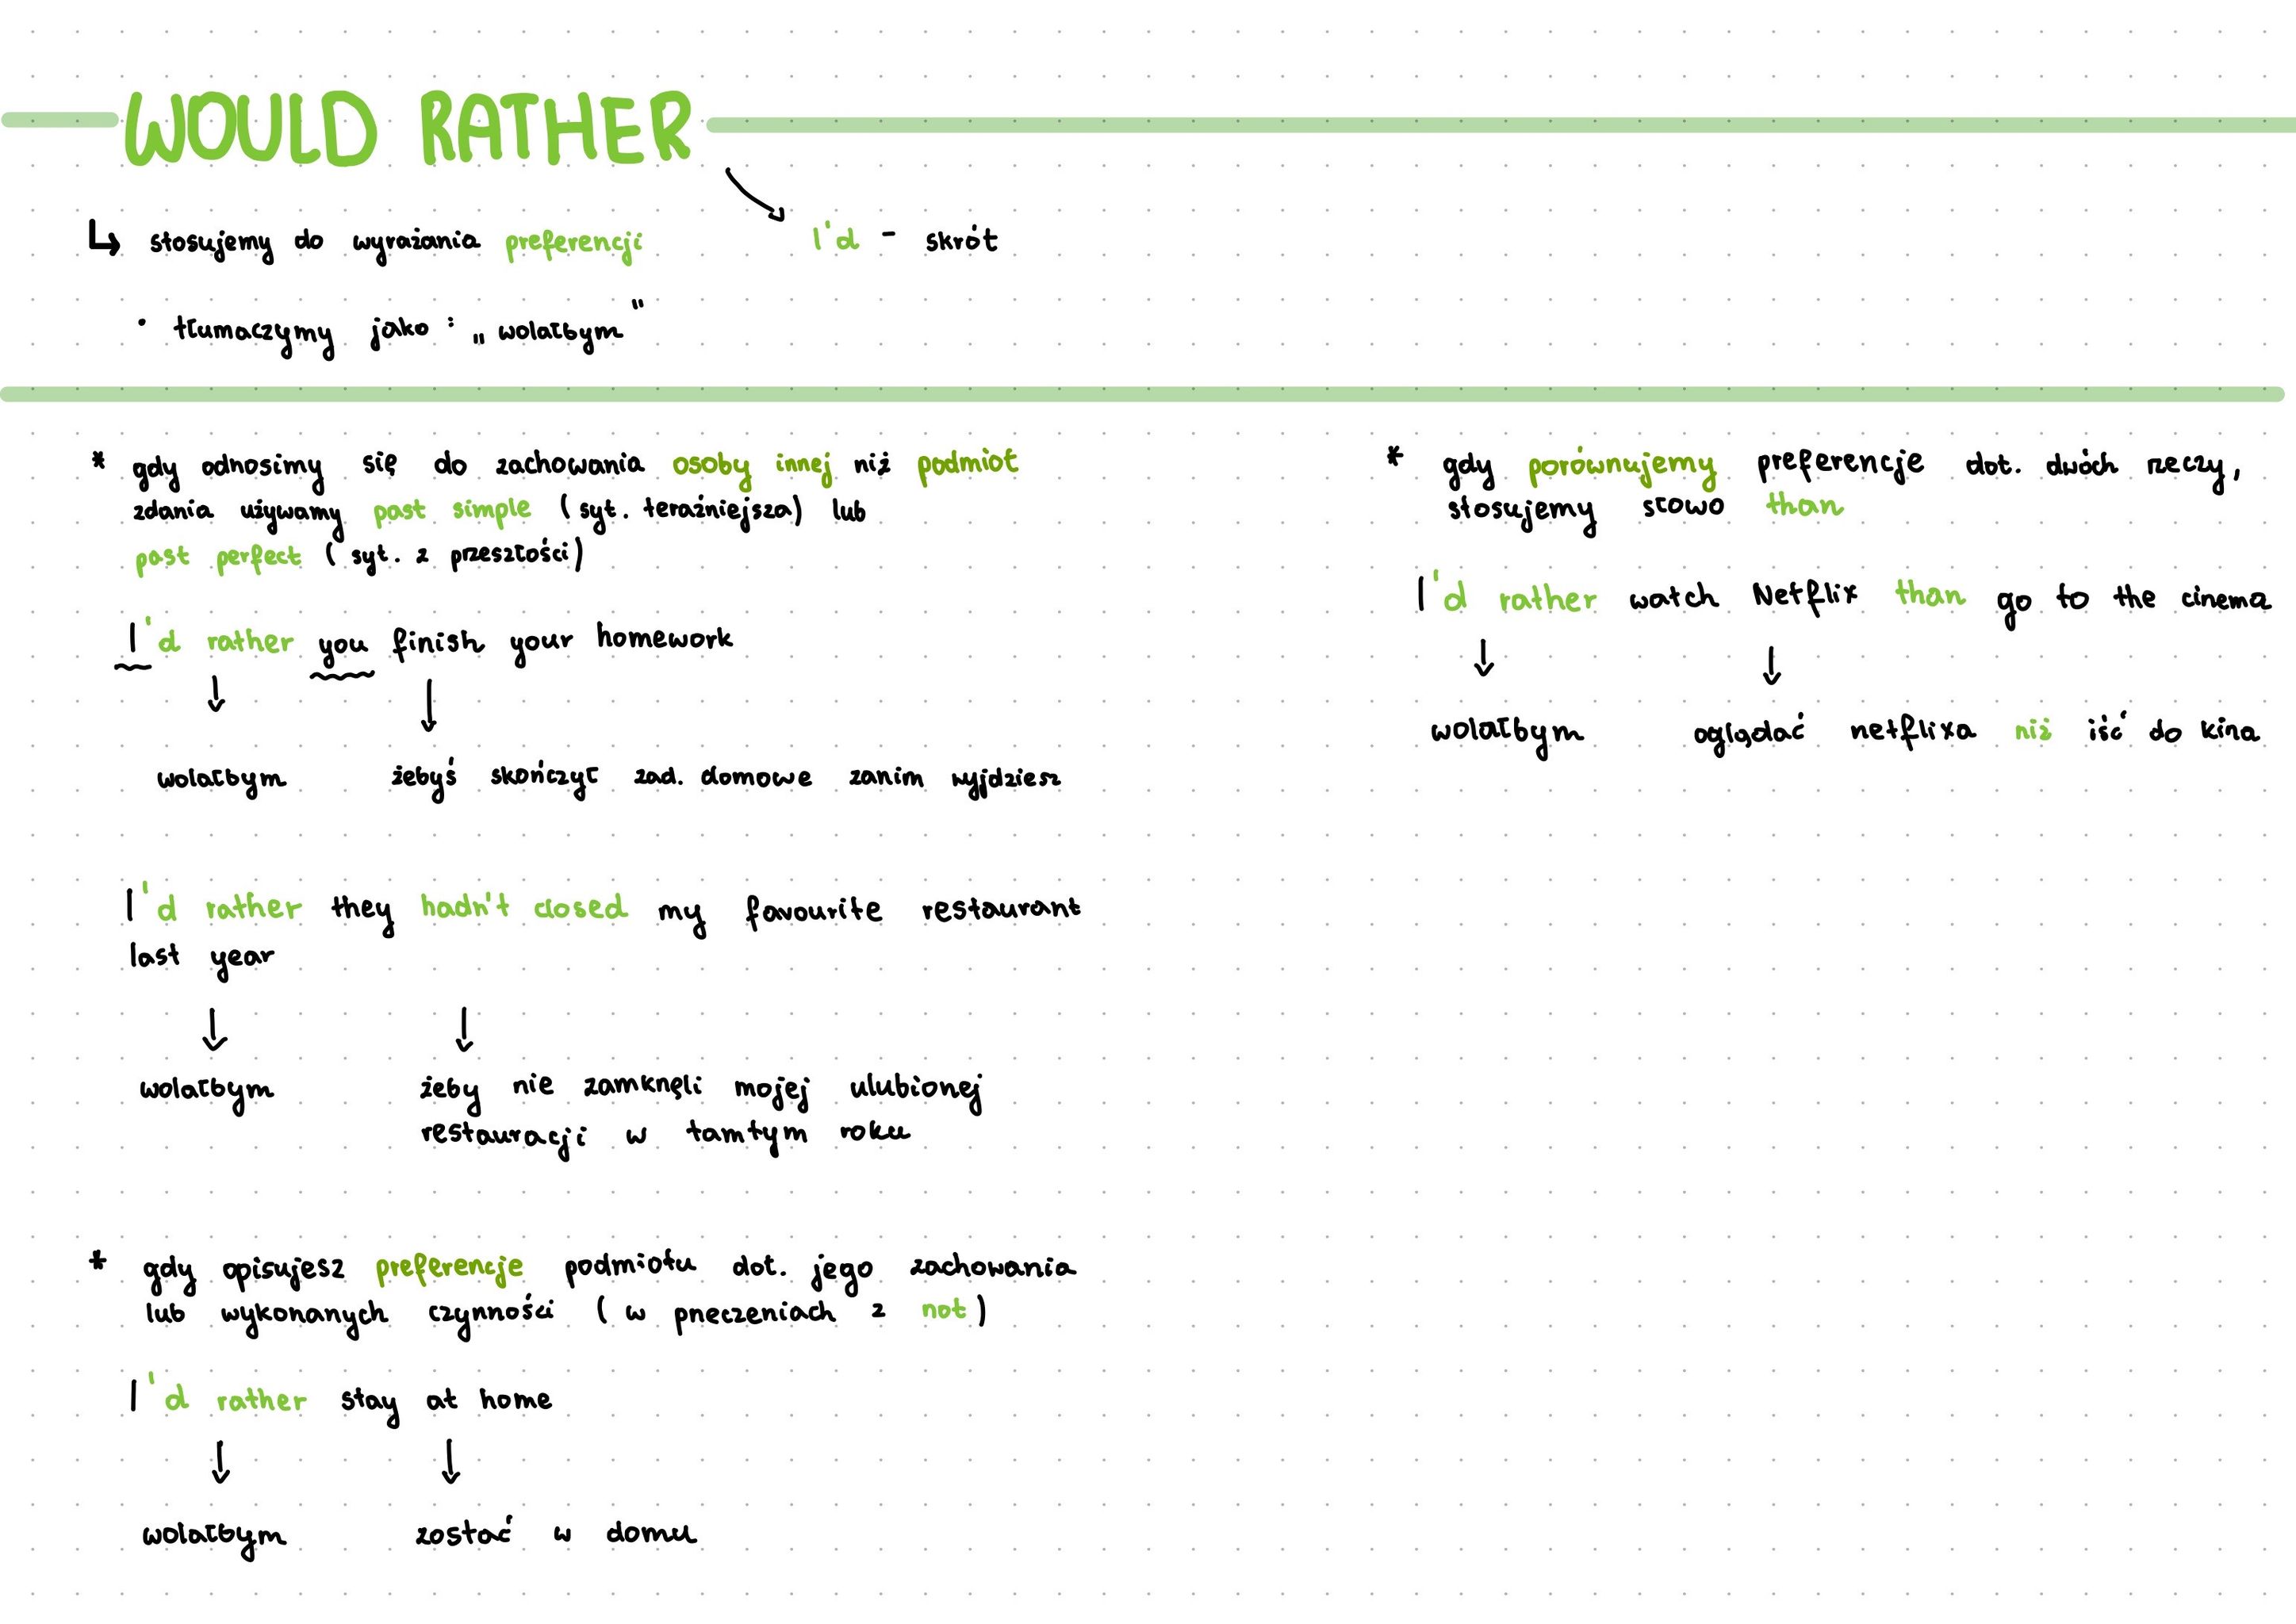 WOULD RATHER
↳ stosujemy do wyrażania preferencji
I'd - skrót
· tłumaczymy jako: „wolałbym"
* gdy odnosimy się do zachowania osoby innej niż podmiot
zdania używamy past simple (syt. teraźniejsza) lub
past perfect (syt. z przeszłości)
I'd rather you finish your homework
wolałbym żebyś skończył zad. domowe zanim wyjdziesz
I'd rather they hadn't closed my favourite restaurant
last year
wolałbym żeby nie zamknęli mojej ulubionej
restauracji w tamtym roku
* gdy opisujesz preferencje podmiotu dot. jego zachowania
lub wykonanych czynności (w przeczeniach z not)
I'd rather stay at home
wolałbym zostać w domu
* gdy porównujemy preferencje dot. dwóch rzeczy,
stosujemy słowo than
I'd rather watch Netflix than go to the cinema
wolałbym oglądać netflixa niż iść do kina